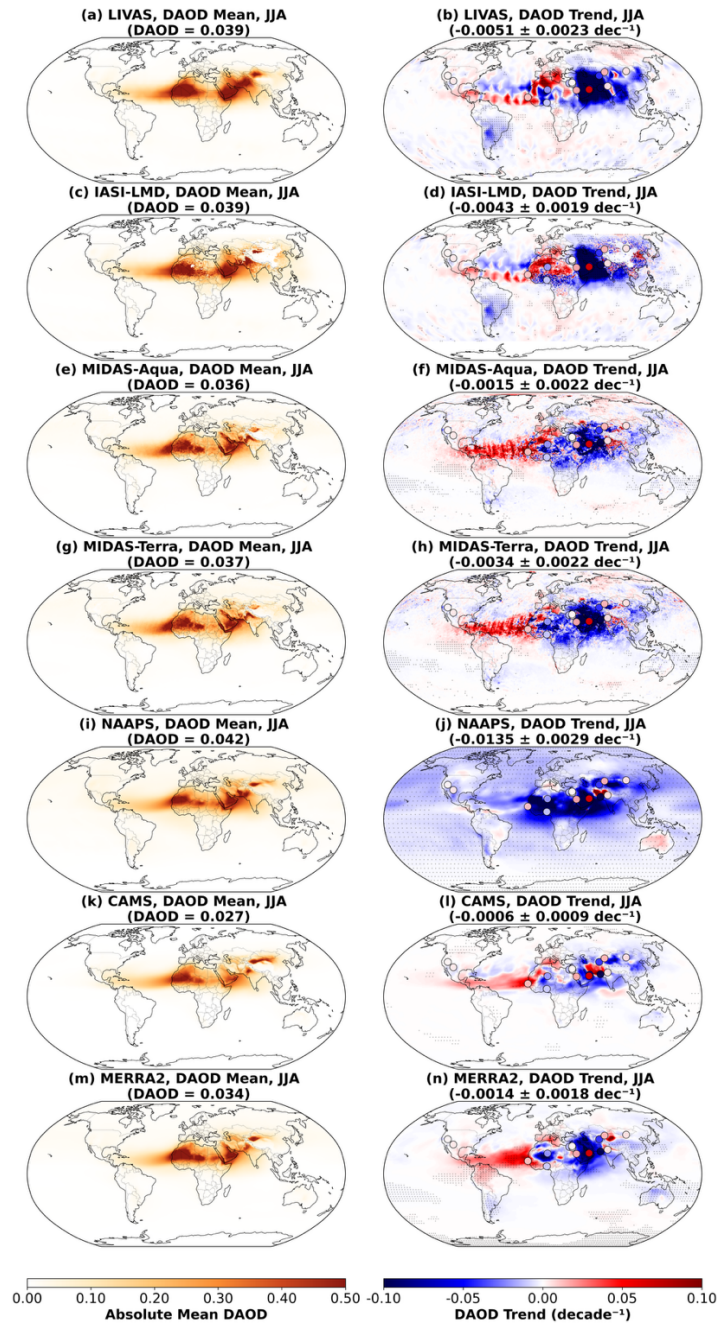 (a) LIVAS, DAOD Mean, JJA
(DAOD = 0.039)
(b) LIVAS, DAOD Trend, JJA
(-0.0051 ± 0.0023 dec⁻¹)
(c) IASI-LMD, DAOD Mean, JJA
(DAOD = 0.039)
(d) IASI-LMD, DAOD Trend, JJA
(-0.0043 ± 0.0019 dec⁻¹)
(e) MIDAS-Aqua, DAOD Mean, JJA
(DAOD = 0.036)
(f) MIDAS-Aqua, DAOD Trend, JJA
(-0.0015 ± 0.0022 dec⁻¹)
(g) MIDAS-Terra, DAOD Mean, JJA
(DAOD = 0.037)
(h) MIDAS-Terra, DAOD Trend, JJA
(-0.0034 ± 0.0022 dec⁻¹)
(i) NAAPS, DAOD Mean, JJA
(DAOD = 0.042)
(j) NAAPS, DAOD Trend, JJA
(-0.0135 ± 0.0029 dec⁻¹)
(k) CAMS, DAOD Mean, JJA
(DAOD = 0.027)
(l) CAMS, DAOD Trend, JJA
(-0.0006 ± 0.0009 dec⁻¹)
(m) MERRA2, DAOD Mean, JJA
(DAOD = 0.034)
(n) MERRA2, DAOD Trend, JJA
(-0.0014 ± 0.0018 dec⁻¹)
0.00 0.10 0.20 0.30 0.40 0.50
Absolute Mean DAOD
-0.10 -0.05 0.00 0.05 0.10
DAOD Trend (decade⁻¹)